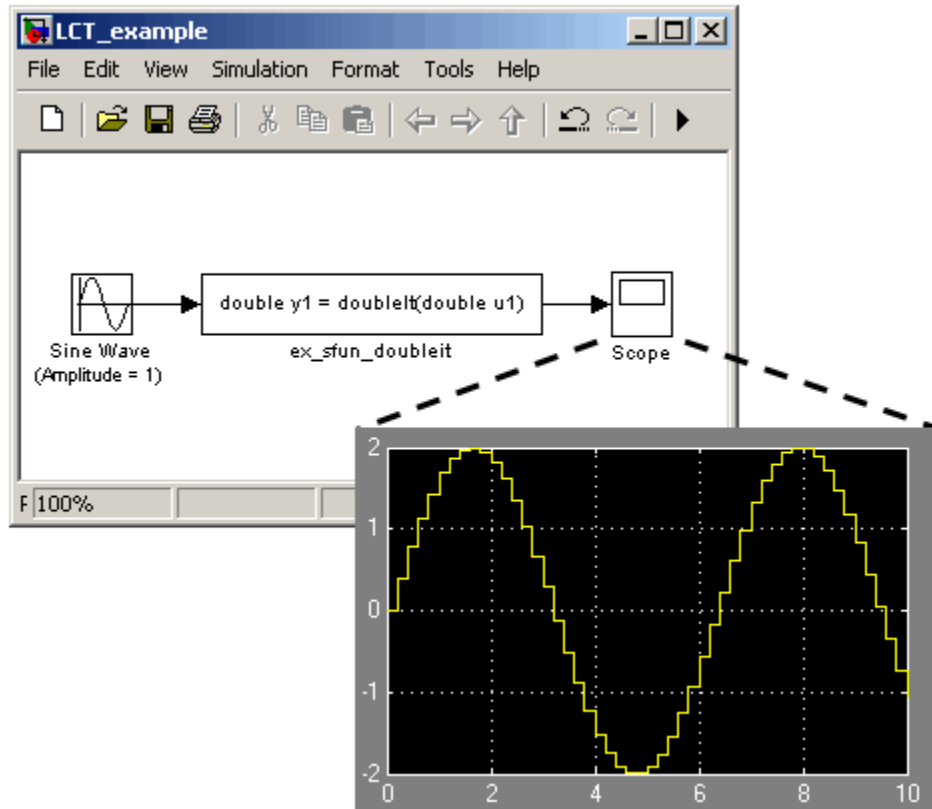 LCT_example
File Edit View Simulation Format Tools Help
double y1 = doubleIt(double u1)
Sine Wave
(Amplitude = 1)
ex_sfun_doubleit
Scope
F 100%
2
1
0
-1
-2
0 2 4 6 8 10